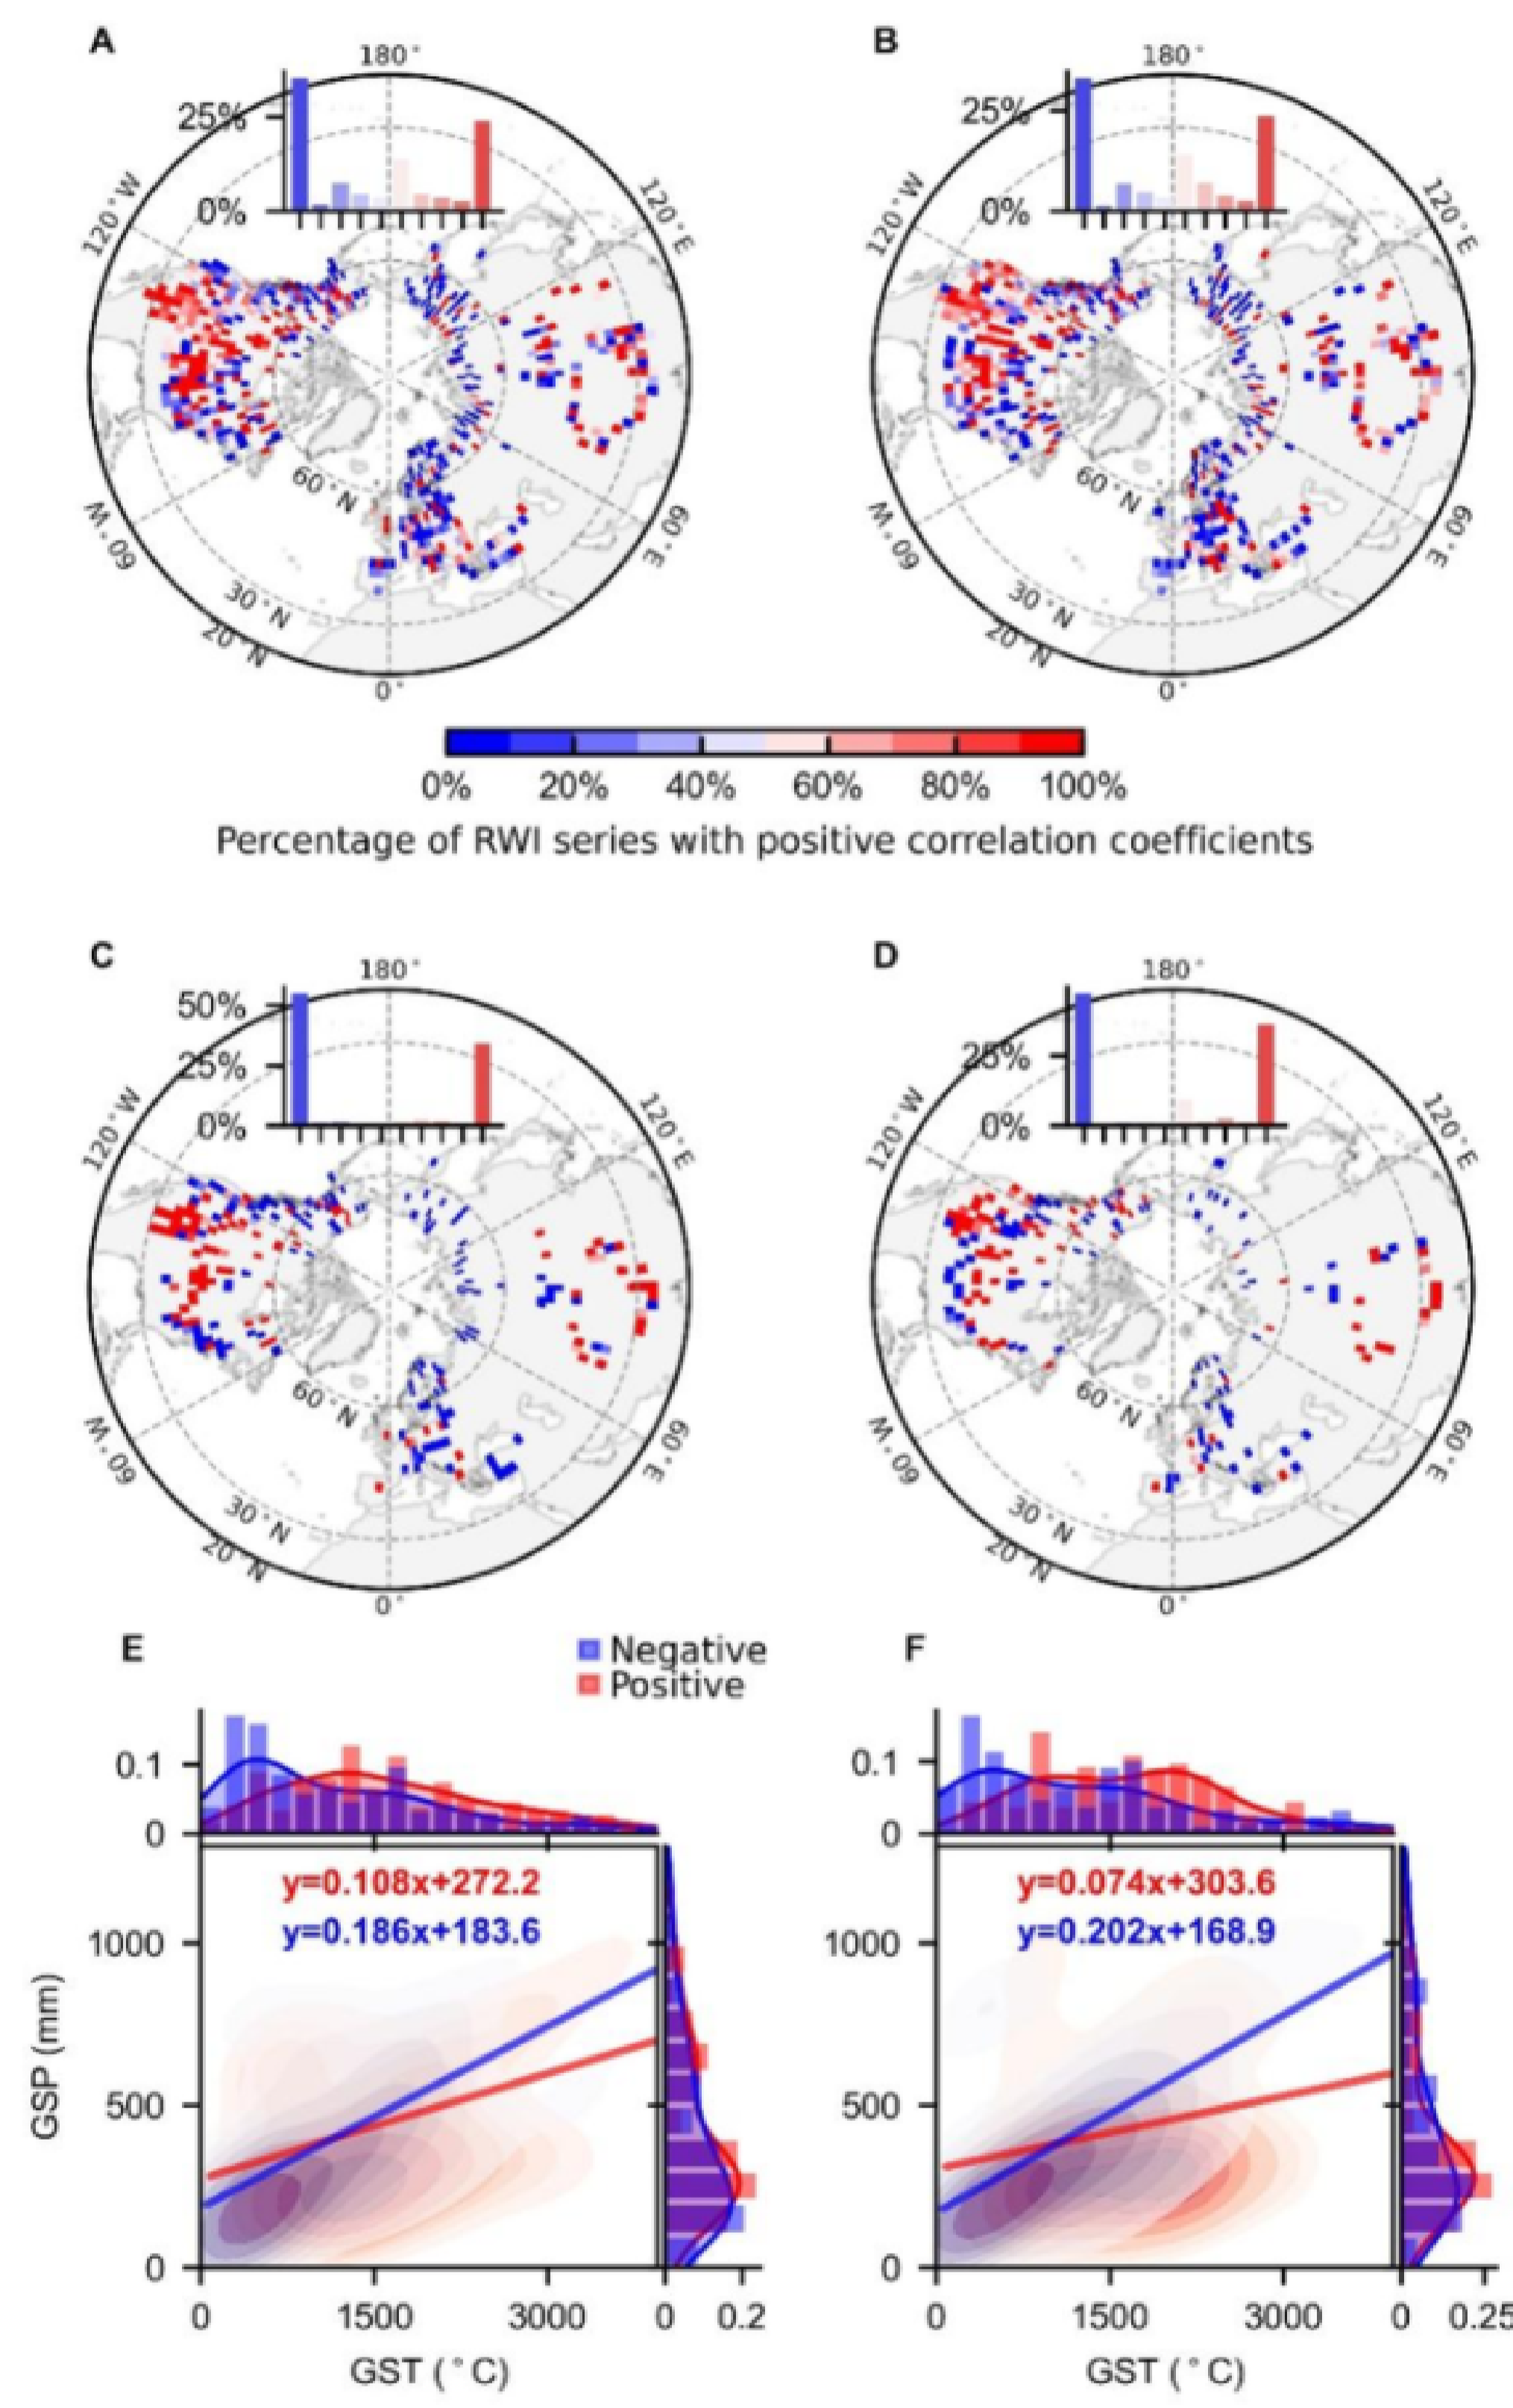 A
B
180°
180°
25%
0%
25%
0%
120°W
120°E
120°W
120°E
60°N
60°N
60°W
60°E
60°W
60°E
30°N
20°N
30°N
20°N
0°
0°
0% 20% 40% 60% 80% 100%
Percentage of RWI series with positive correlation coefficients
C
D
180°
180°
50%
25%
0%
25%
0%
120°W
120°E
120°W
120°E
60°N
60°N
60°W
60°E
60°W
60°E
30°N
20°N
30°N
20°N
0°
0°
E
Negative
Positive
F
0.1
0
0.1
0
y=0.108x+272.2
y=0.186x+183.6
y=0.074x+303.6
y=0.202x+168.9
GSP (mm)
1000
500
0
1000
500
0
0 1500 3000 0 0.2
0 1500 3000 0 0.25
GST (°C)
GST (°C)